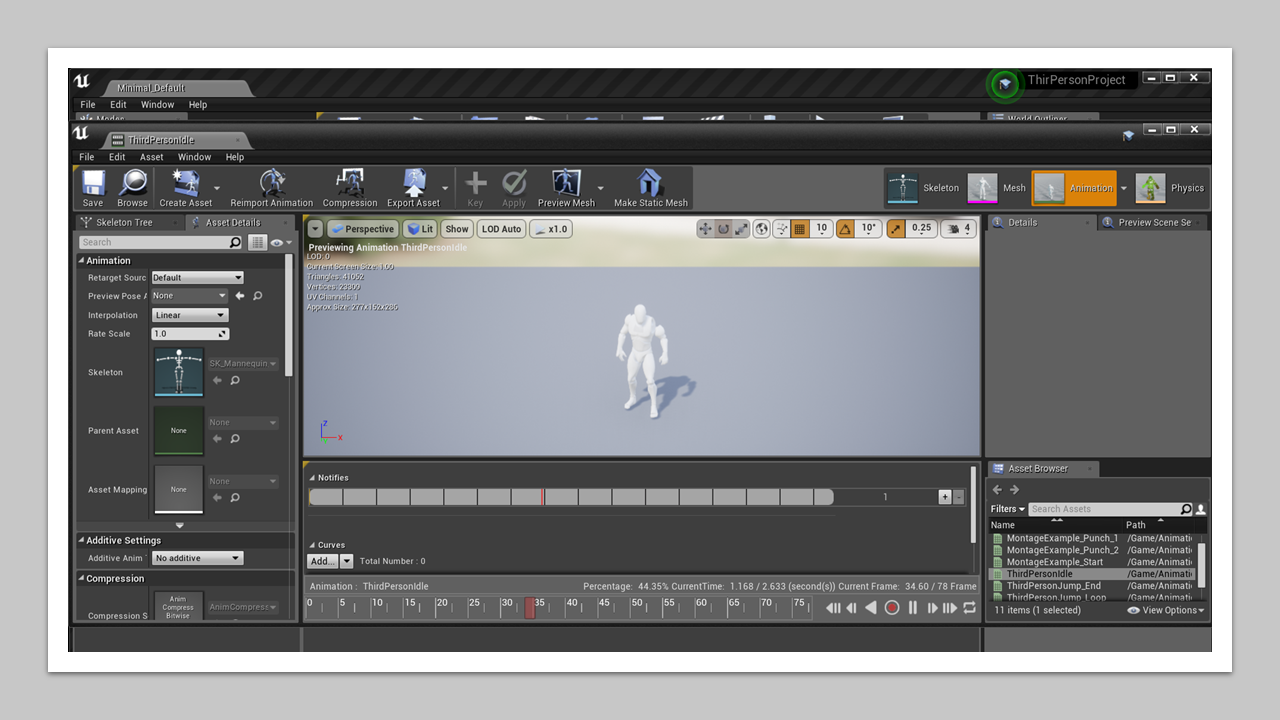 Minimal_Default
ThirPersonProject
File Edit Window Help
Modes
World Outliner
ThirdPersonIdle
File Edit Asset Window Help
Save Browse Create Asset Reimport Animation Compression Export Asset Key Apply Preview Mesh Make Static Mesh
Skeleton Mesh Animation Physics
Skeleton Tree Asset Details
Search
Animation
Retarget Sourc Default
Preview Pose A None
Interpolation Linear
Rate Scale 1.0
Skeleton SK_Mannequin
Parent Asset None None
Asset Mapping None None
Additive Settings
Additive Anim No additive
Compression
Compression S Anim Compress Bitwise AnimCompress
Perspective Lit Show LOD Auto x1.0
10 10° 0.25 4
Previewing Animation ThirdPersonIdle
LOD: 0
Current Screen Size: 1.00
Triangles: 41052
Vertices: 23300
UV Channels: 1
Approx Size: 277x152x285
Z
X
Notifies
1
+ -
Curves
Add... Total Number : 0
Animation : ThirdPersonIdle Percentage: 44.35% CurrentTime: 1.168 / 2.633 (second(s)) Current Frame: 34.60 / 78 Frame
0 5 10 15 20 25 30 35 40 45 50 55 60 65 70 75
Details Preview Scene Se
Asset Browser
Filters Search Assets
Name Path
MontageExample_Punch_1 /Game/Animati
MontageExample_Punch_2 /Game/Animati
MontageExample_Start /Game/Animati
ThirdPersonIdle /Game/Animati
ThirdPersonJump_End /Game/Animati
ThirdPersonJump_Loop /Game/Animati
11 items (1 selected) View Options